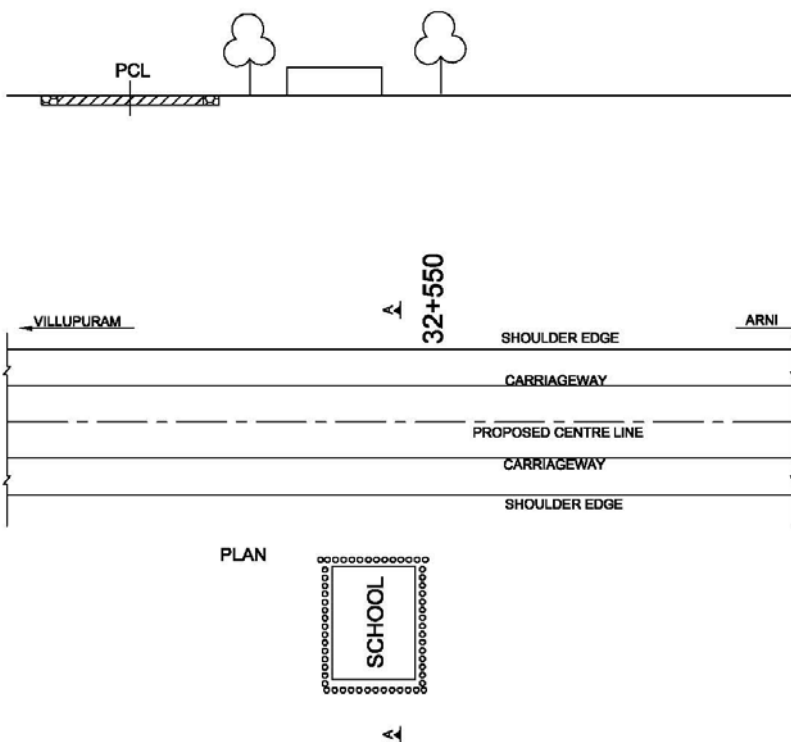 PCL
A
32+550
VILLUPURAM
ARNI
SHOULDER EDGE
CARRIAGEWAY
PROPOSED CENTRE LINE
CARRIAGEWAY
SHOULDER EDGE
PLAN
SCHOOL
A